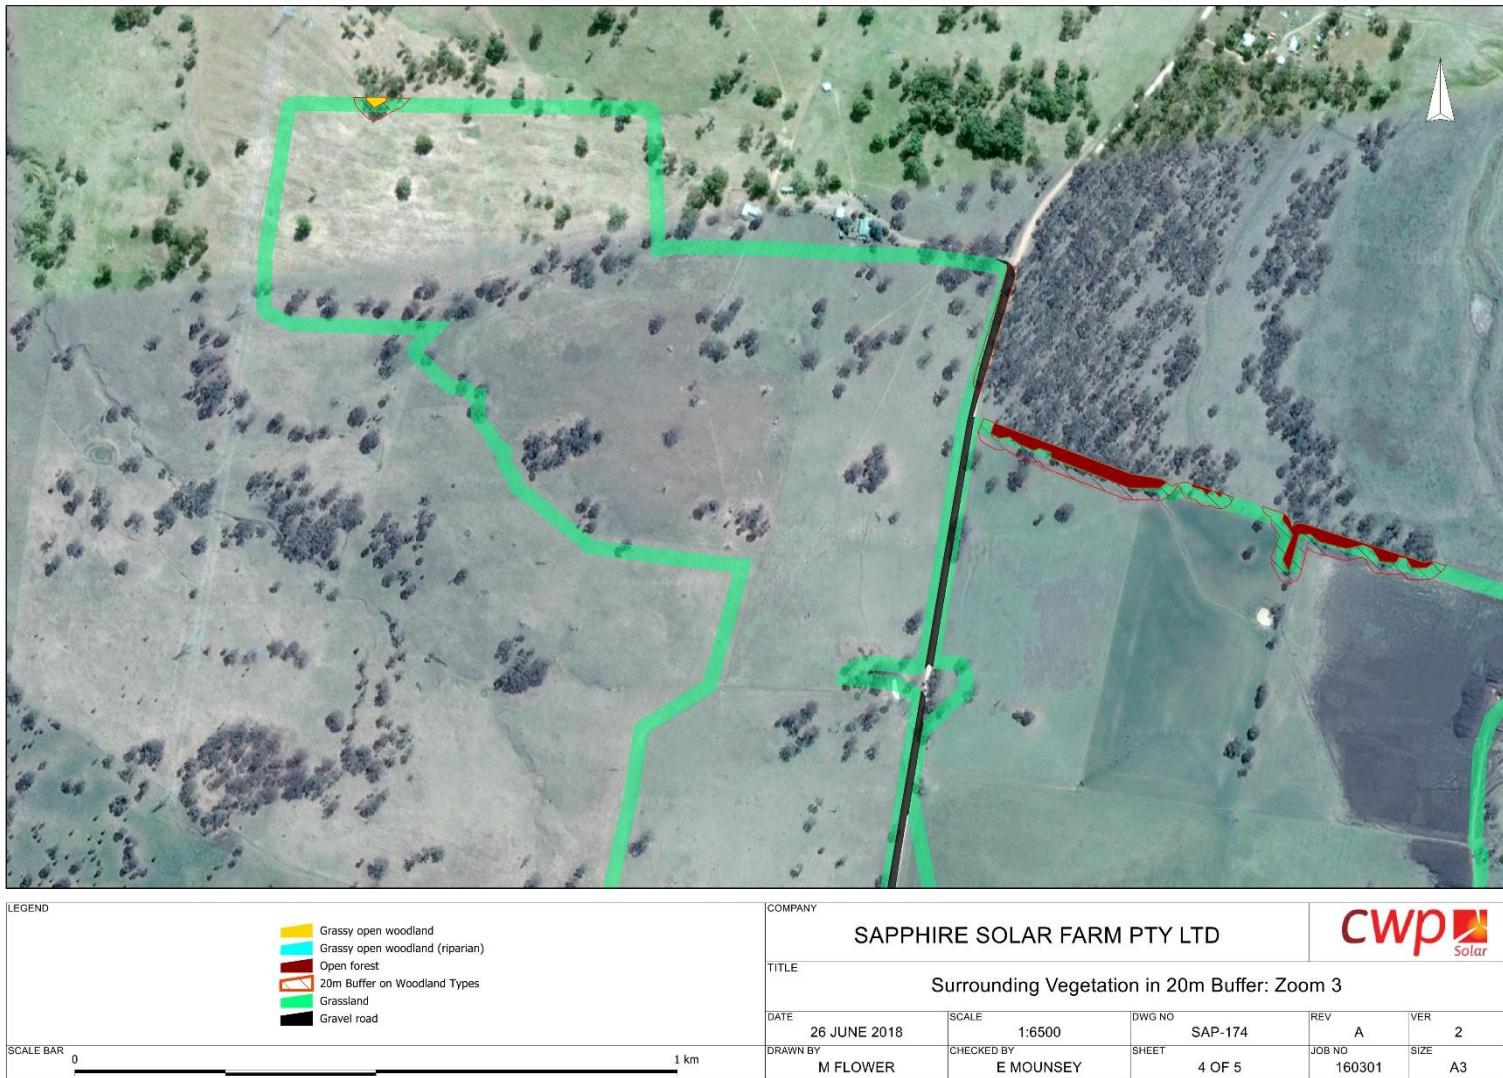 LEGEND
Grassy open woodland
Grassy open woodland (riparian)
Open forest
20m Buffer on Woodland Types
Grassland
Gravel road
SCALE BAR
0
1 km
COMPANY
SAPPHIRE SOLAR FARM PTY LTD
cwp
Solar
TITLE
Surrounding Vegetation in 20m Buffer: Zoom 3
DATE
26 JUNE 2018
SCALE
1:6500
DWG NO
SAP-174
REV
A
VER
2
DRAWN BY
M FLOWER
CHECKED BY
E MOUNSEY
SHEET
4 OF 5
JOB NO
160301
SIZE
A3